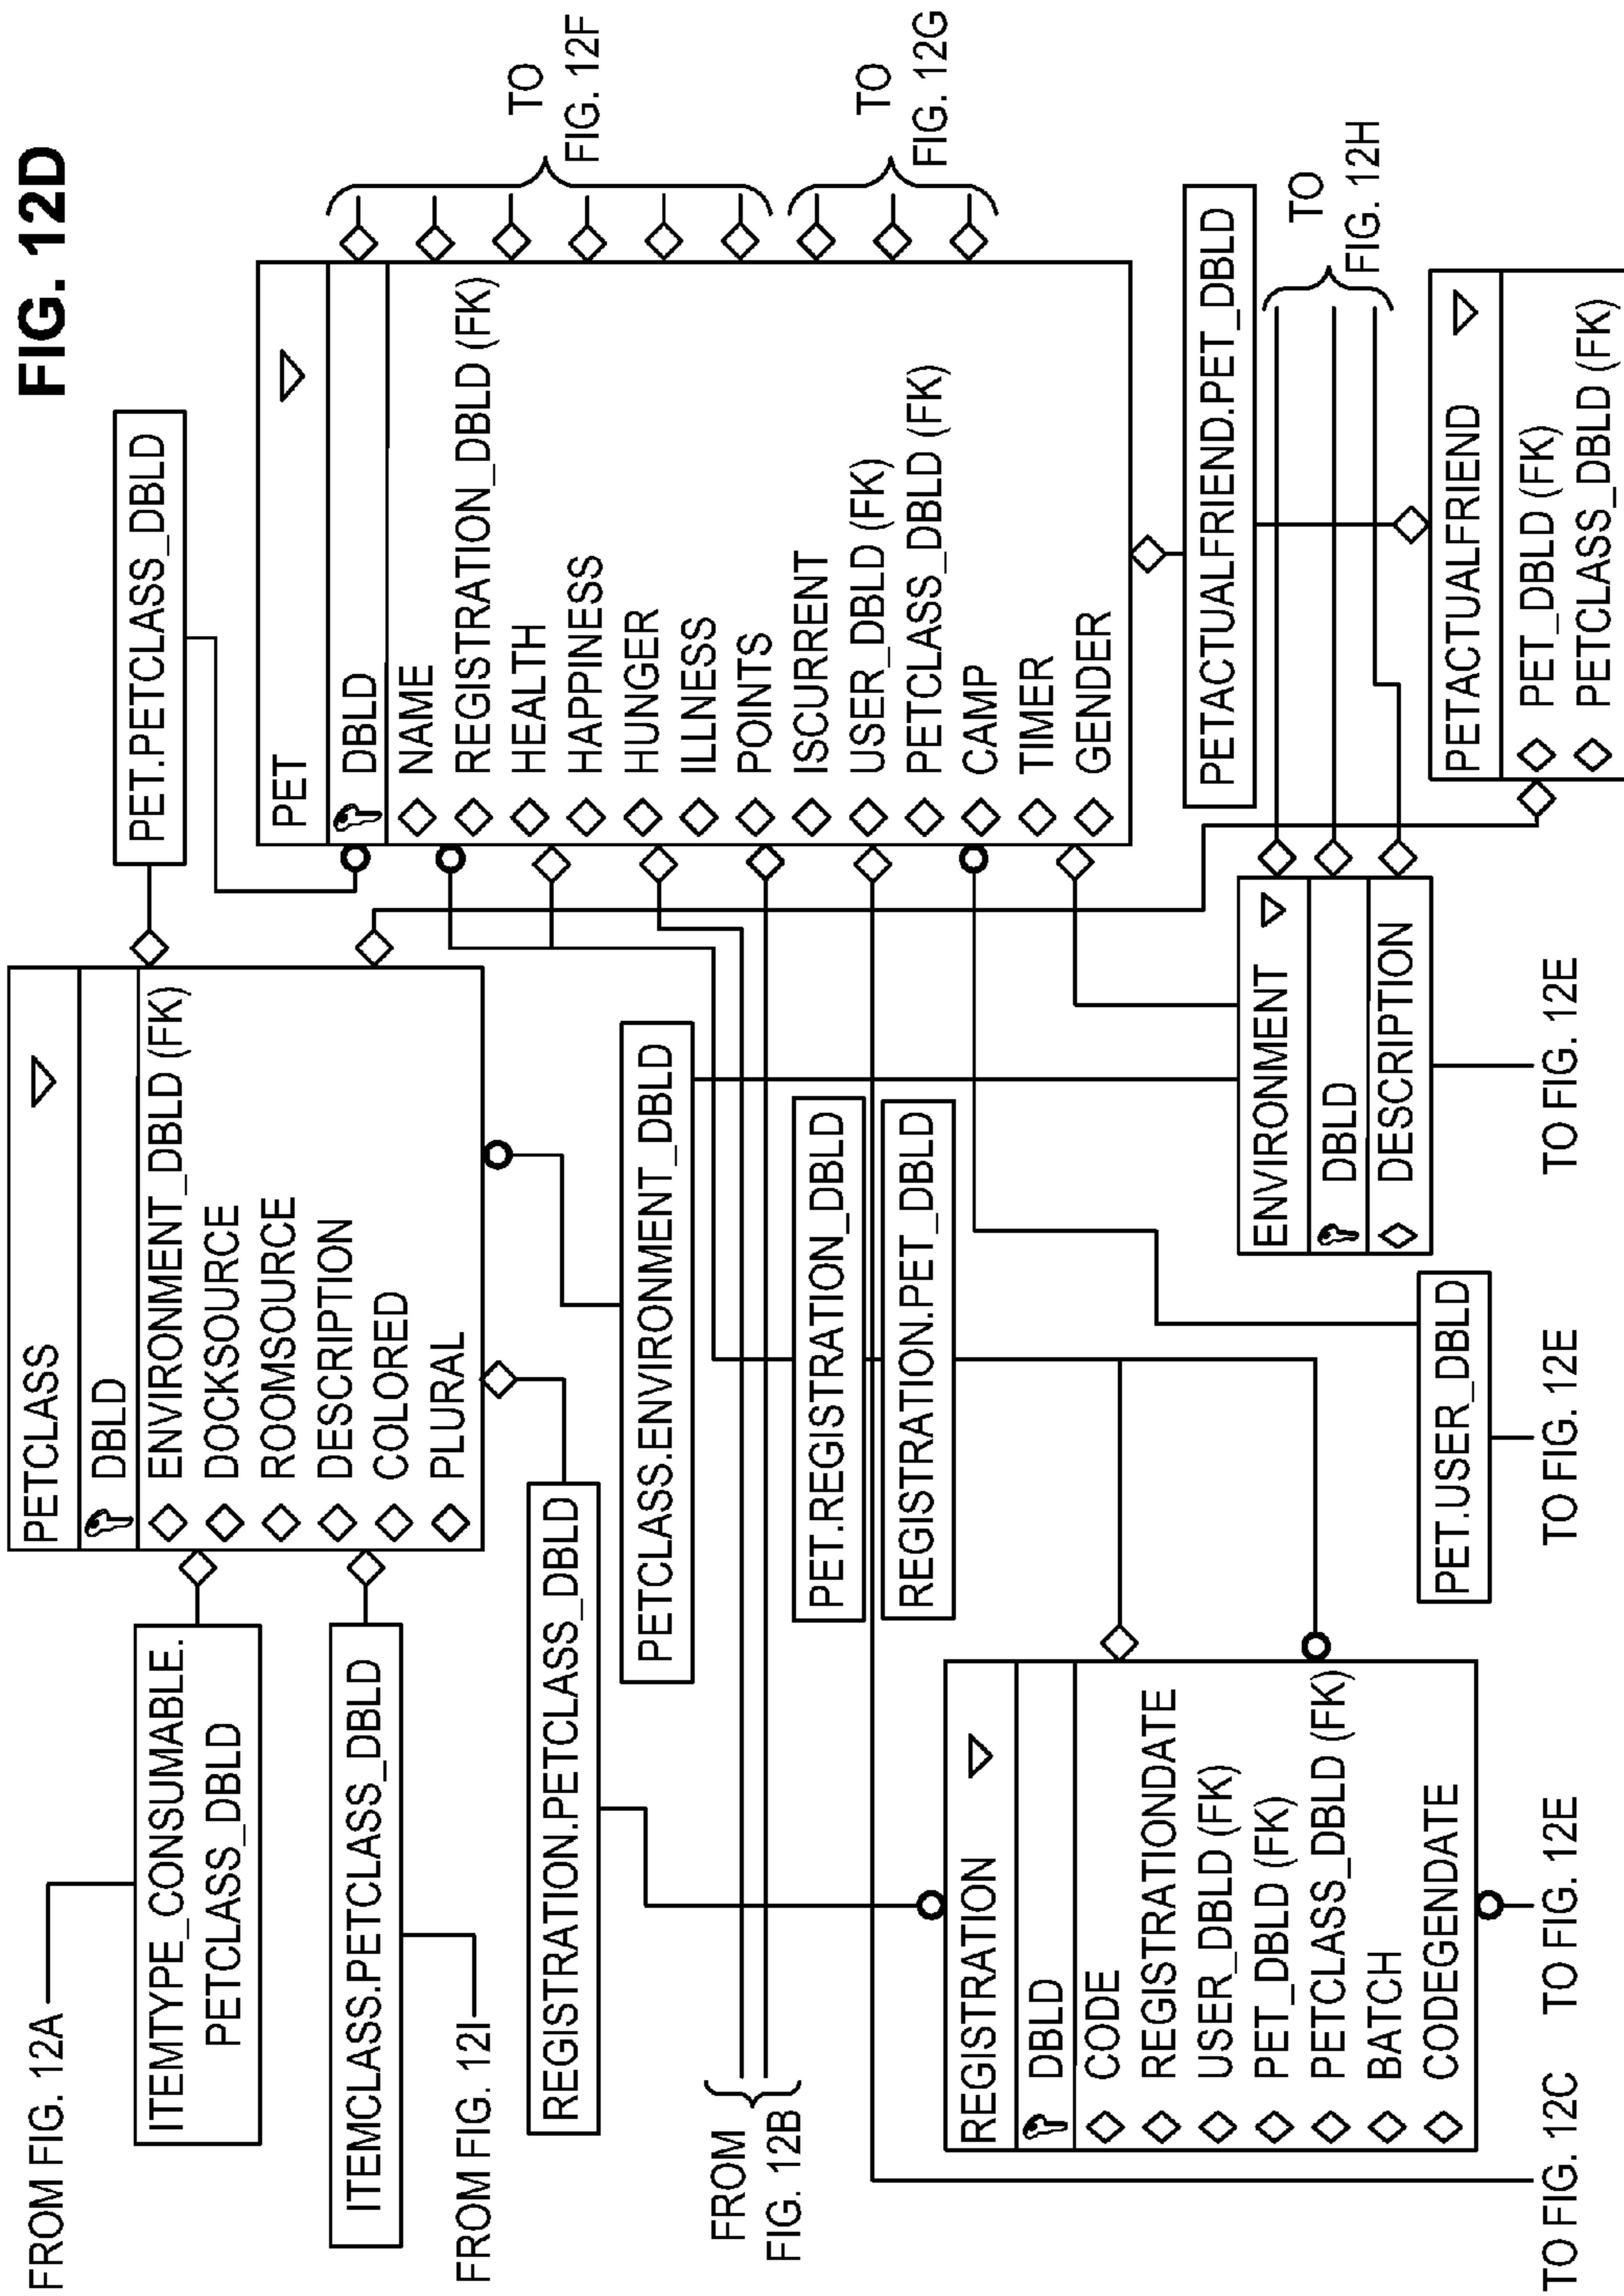 FIG. 12D
FROM FIG. 12A
ITEMTYPE_CONSUMABLE.
PETCLASS_DBLD
ITEMCLASS.PETCLASS_DBLD
FROM FIG. 12I
PETCLASS
DBLD
ENVIRONMENT_DBLD (FK)
DOCKSOURCE
ROOMSOURCE
DESCRIPTION
COLORED
PLURAL
PET.PETCLASS_DBLD
REGISTRATION.PETCLASS_DBLD
PETCLASS.ENVIRONMENT_DBLD
FROM
FIG. 12B
PET.REGISTRATION_DBLD
REGISTRATION.PET_DBLD
PET
DBLD
NAME
REGISTRATION_DBLD (FK)
HEALTH
HAPPINESS
HUNGER
ILLNESS
POINTS
ISCURRENT
USER_DBLD (FK)
PETCLASS_DBLD (FK)
CAMP
TIMER
GENDER
TO
FIG. 12F
TO
FIG. 12G
REGISTRATION
DBLD
CODE
REGISTRATIONDATE
USER_DBLD (FK)
PET_DBLD (FK)
PETCLASS_DBLD (FK)
BATCH
CODEGENDATE
ENVIRONMENT
DBLD
DESCRIPTION
PETACTUALFRIEND.PET_DBLD
TO
FIG. 12H
PETACTUALFRIEND
PET_DBLD (FK)
PETCLASS_DBLD (FK)
PET.USER_DBLD
TO FIG. 12C
TO FIG. 12E
TO FIG. 12E
TO FIG. 12E